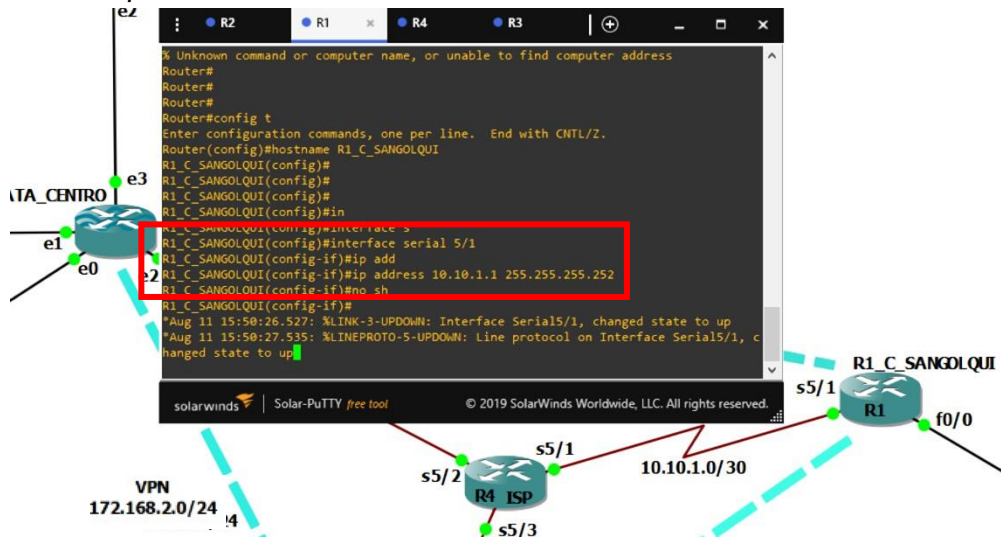 e2
R2
R1
R4
R3
% Unknown command or computer name, or unable to find computer address
Router#
Router#
Router#
Router#config t
Enter configuration commands, one per line.  End with CNTL/Z.
Router(config)#hostname R1_C_SANGOLQUI
R1_C_SANGOLQUI(config)#
R1_C_SANGOLQUI(config)#
R1_C_SANGOLQUI(config)#
R1_C_SANGOLQUI(config)#in
R1_C_SANGOLQUI(config)#interface s
R1_C_SANGOLQUI(config)#interface serial 5/1
R1_C_SANGOLQUI(config-if)#ip add
R1_C_SANGOLQUI(config-if)#ip address 10.10.1.1 255.255.255.252
R1_C_SANGOLQUI(config-if)#no sh
R1_C_SANGOLQUI(config-if)#
*Aug 11 15:50:26.527: %LINK-3-UPDOWN: Interface Serial5/1, changed state to up
*Aug 11 15:50:27.535: %LINEPROTO-5-UPDOWN: Line protocol on Interface Serial5/1, c
hanged state to up
solarwinds Solar-PuTTY free tool © 2019 SolarWinds Worldwide, LLC. All rights reserved.
e3
ATA_CENTRO
e1
e0
e2
R1_C_SANGOLQUI
s5/1
R1
f0/0
s5/1
10.10.1.0/30
s5/2
R4 ISP
s5/3
VPN
172.168.2.0/24
24